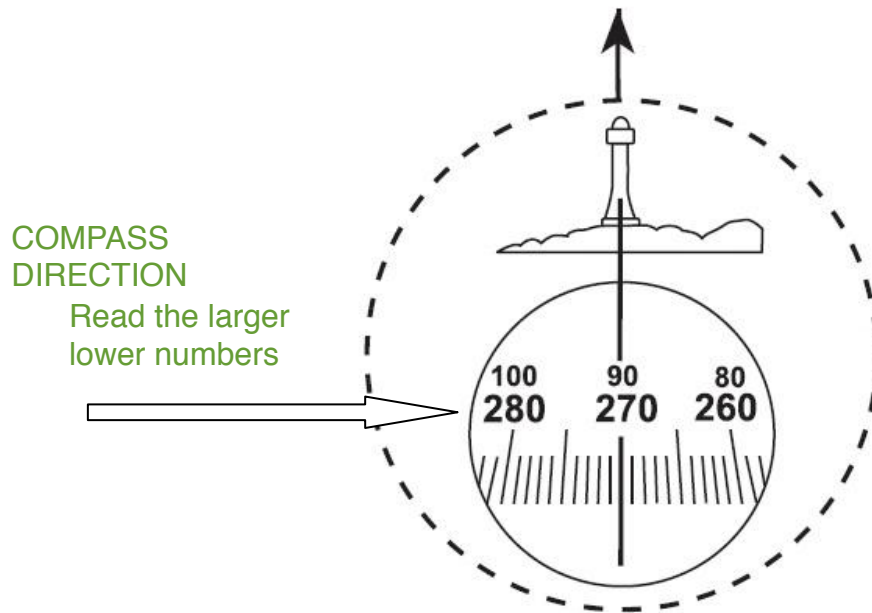 COMPASS
DIRECTION
Read the larger
lower numbers
100 90 80
280 270 260